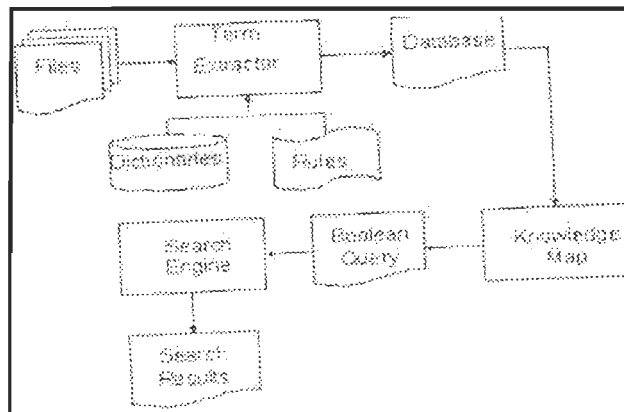 Files
Term
Extractor
Database
Dictionaries
Rules
Search
Engine
Boolean
Query
Knowledge
Map
Search
Results